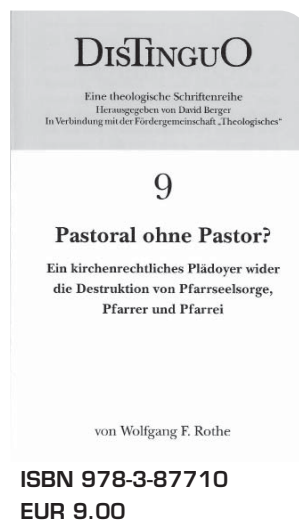 DISTINGUO
Eine theologische Schriftenreihe
Herausgegeben von David Berger
In Verbindung mit der Fördergemeinschaft „Theologisches“
9
Pastoral ohne Pastor?
Ein kirchenrechtliches Plädoyer wider
die Destruktion von Pfarrseelsorge,
Pfarrer und Pfarrei
von Wolfgang F. Rothe
ISBN 978-3-87710
EUR 9.00